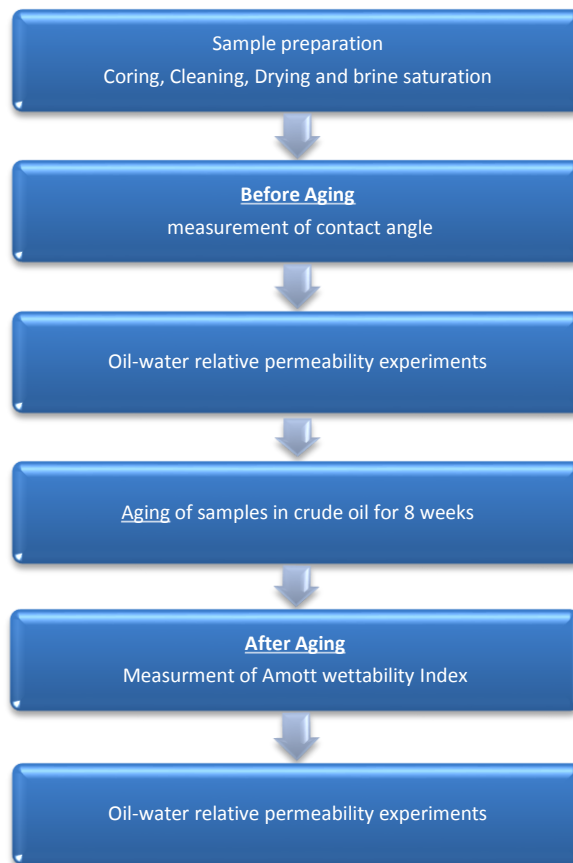 Sample preparation
Coring, Cleaning, Drying and brine saturation
Before Aging
measurement of contact angle
Oil-water relative permeability experiments
Aging of samples in crude oil for 8 weeks
After Aging
Measurment of Amott wettability Index
Oil-water relative permeability experiments